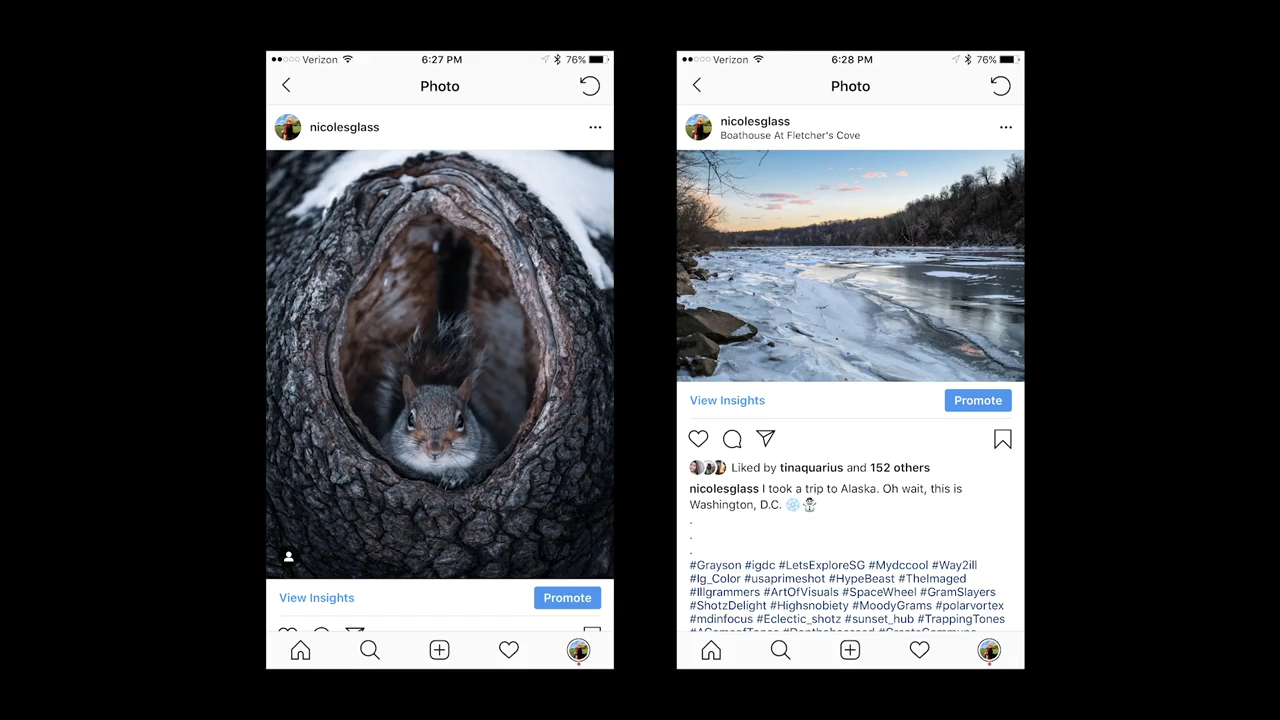 Verizon 6:27 PM 76%
Photo
nicolesglass
View Insights Promote
Verizon 6:28 PM 76%
Photo
nicolesglass
Boathouse At Fletcher's Cove
View Insights Promote
Liked by tinaquarius and 152 others
nicolesglass I took a trip to Alaska. Oh wait, this is
Washington, D.C.
.
.
.
#Grayson #igdc #LetsExploreSG #Mydccool #Way2ill
#Ig_Color #usaprimeshot #HypeBeast #TheImaged
#Illgrammers #ArtOfVisuals #SpaceWheel #GramSlayers
#ShotzDelight #Highsnobiety #MoodyGrams #polarvortex
#mdinfocus #Eclectic_shotz #sunset_hub #TrappingTones